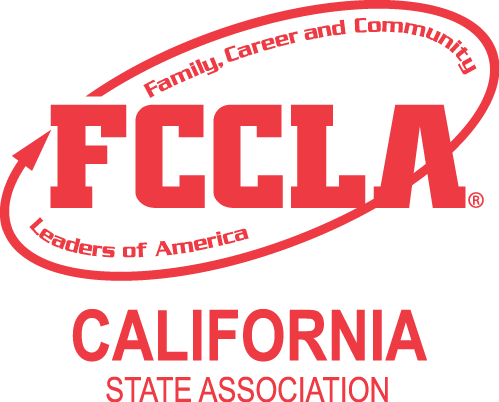 Family, Career and Community
FCCLA®
Leaders of America
CALIFORNIA
STATE ASSOCIATION